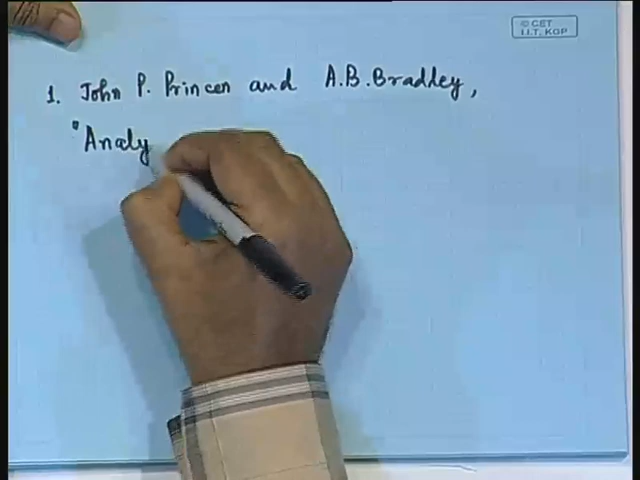 © CET
I.I.T. KGP
1. John P. Princen and A.B. Bradley,
"Analy